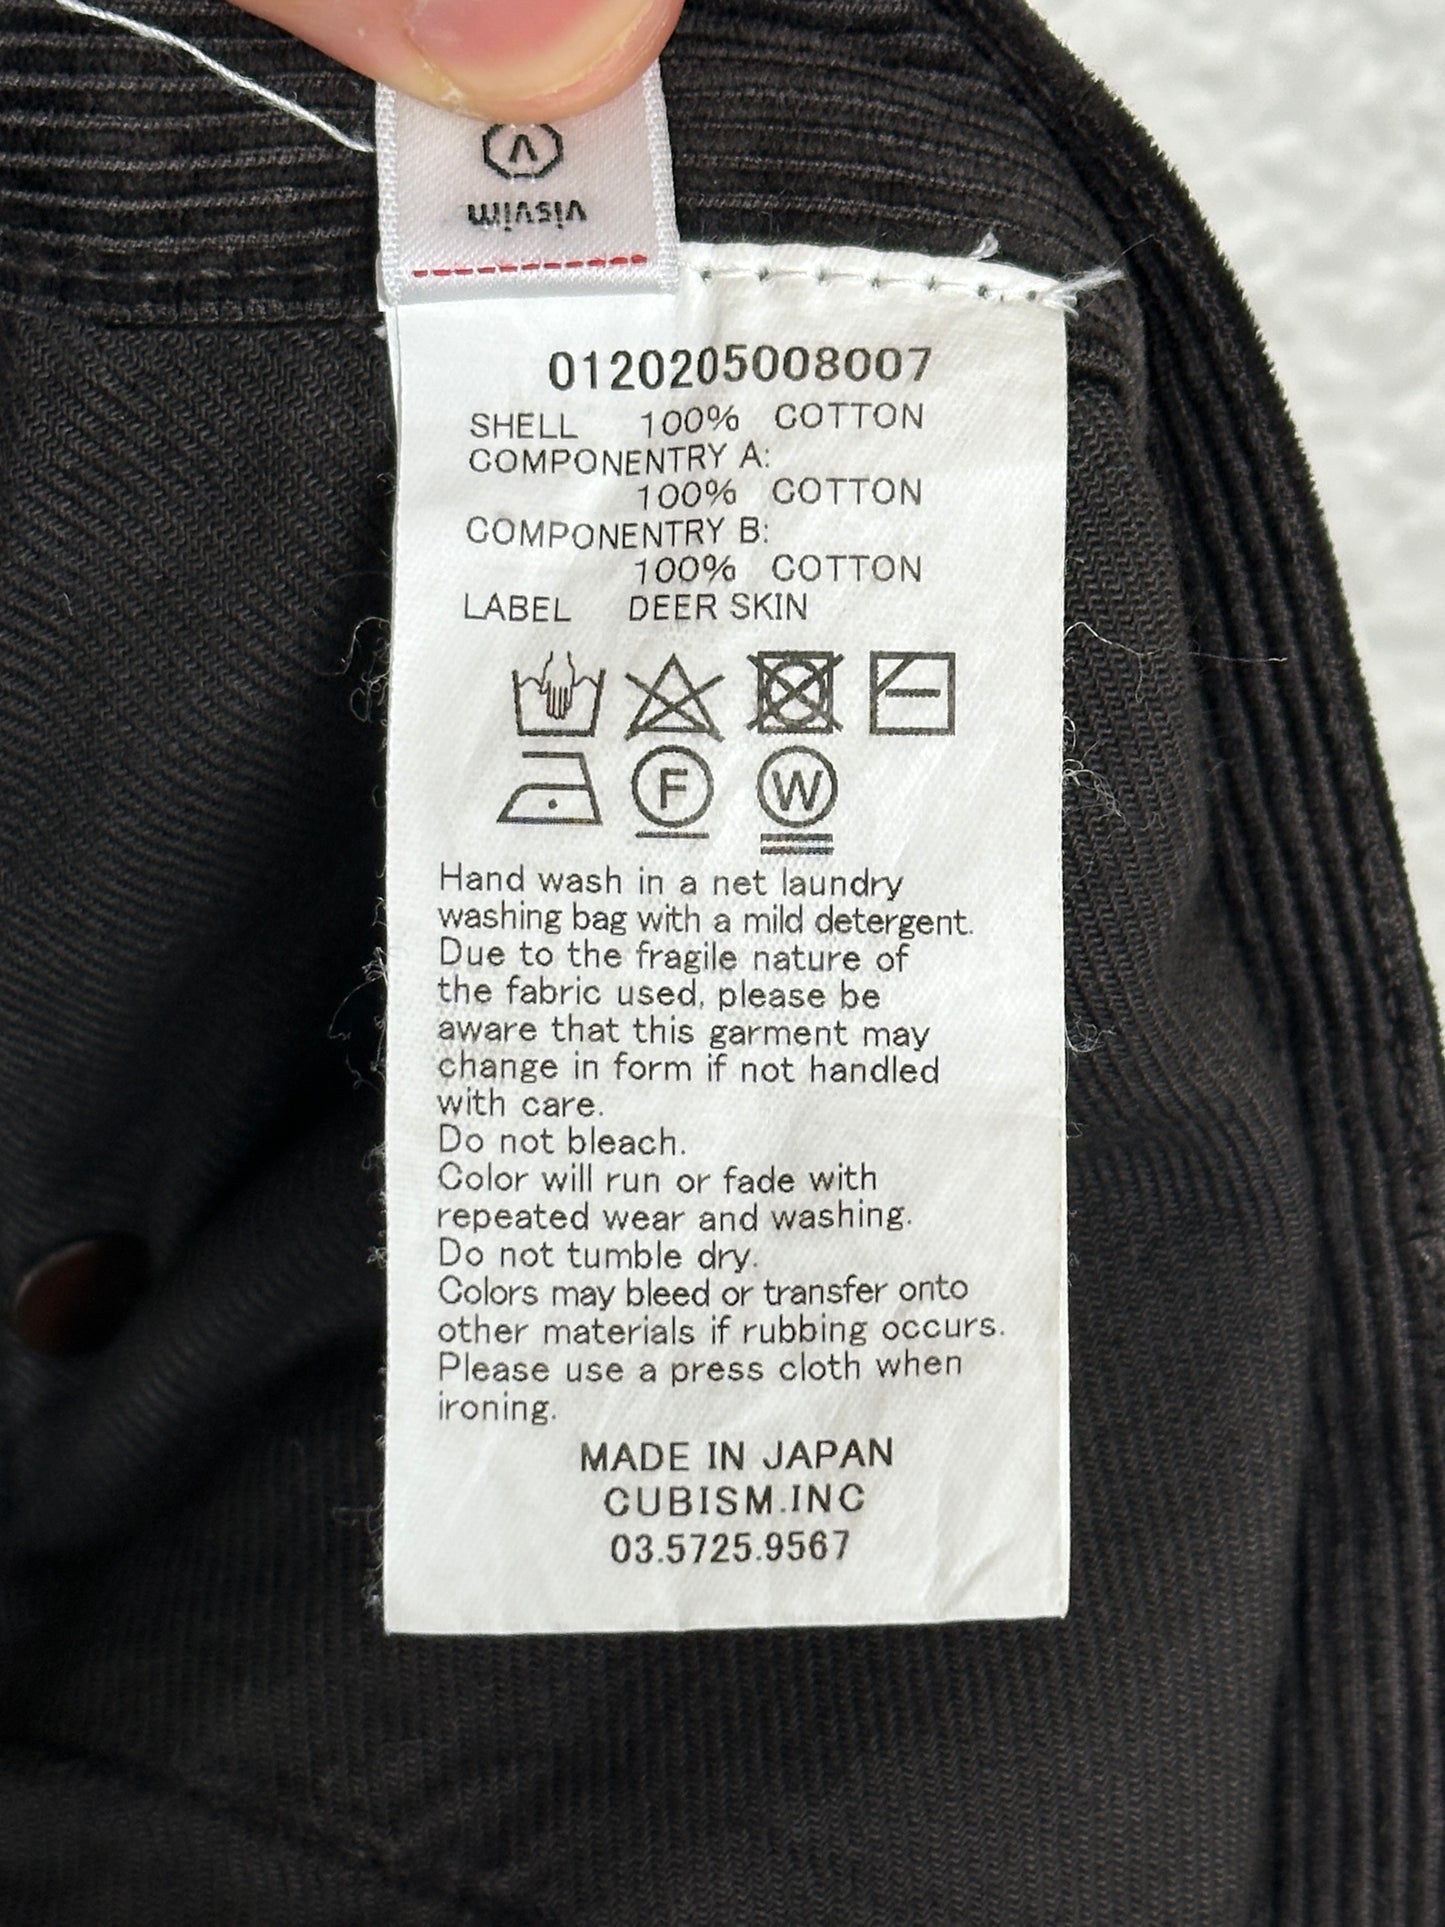 visvim
0120205008007
SHELL 100% COTTON
COMPONENTRY A:
100% COTTON
COMPONENTRY B:
100% COTTON
LABEL DEER SKIN
F W
Hand wash in a net laundry
washing bag with a mild detergent.
Due to the fragile nature of
the fabric used, please be
aware that this garment may
change in form if not handled
with care.
Do not bleach.
Color will run or fade with
repeated wear and washing.
Do not tumble dry.
Colors may bleed or transfer onto
other materials if rubbing occurs.
Please use a press cloth when
ironing.
MADE IN JAPAN
CUBISM.INC
03.5725.9567